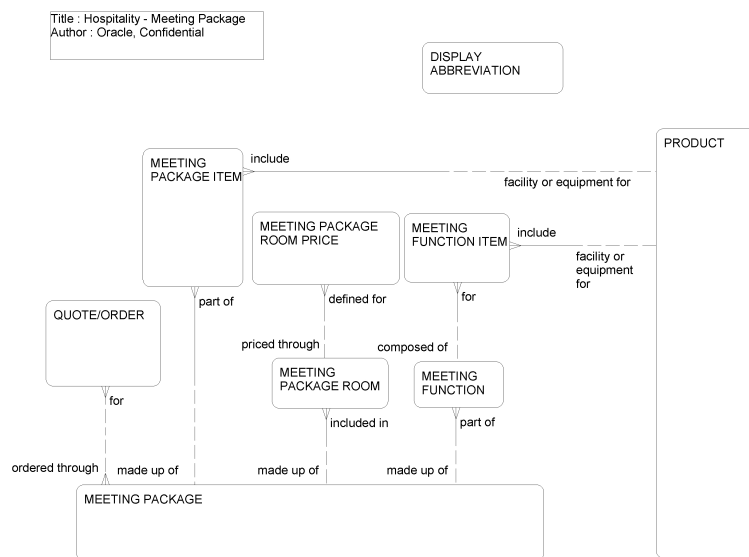 Title : Hospitality - Meeting Package
Author : Oracle, Confidential
DISPLAY
ABBREVIATION
PRODUCT
MEETING
PACKAGE ITEM
include
facility or equipment for
MEETING PACKAGE
ROOM PRICE
MEETING
FUNCTION ITEM
include
facility or
equipment
for
part of
defined for
for
QUOTE/ORDER
priced through
composed of
MEETING
PACKAGE ROOM
MEETING
FUNCTION
for
included in
part of
ordered through
made up of
made up of
made up of
MEETING PACKAGE